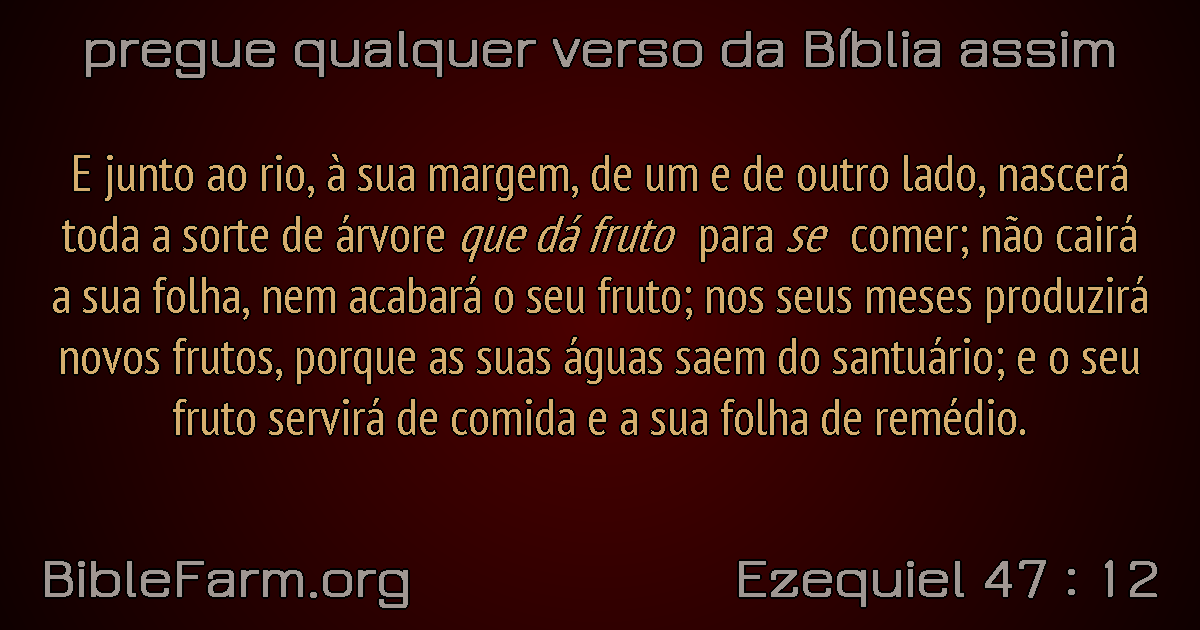 pregue qualquer verso da Bíblia assim
E junto ao rio, à sua margem, de um e de outro lado, nascerá
toda a sorte de árvore que dá fruto para se comer; não cairá
a sua folha, nem acabará o seu fruto; nos seus meses produzirá
novos frutos, porque as suas águas saem do santuário; e o seu
fruto servirá de comida e a sua folha de remédio.
BibleFarm.org
Ezequiel 47 : 12